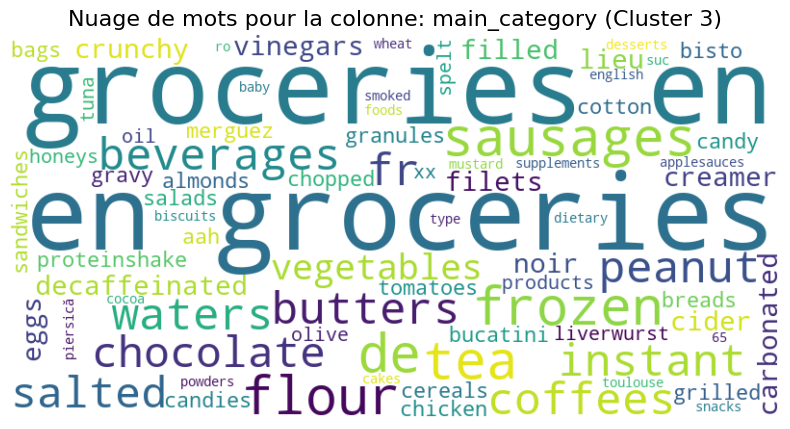 Nuage de mots pour la colonne: main_category (Cluster 3)
bags crunchy ro vinegars wheat filled lieu desserts suc bisto
groceries en
tuna baby smoked foods spelt english cotton
oil merguez granules sausages candy
honeys beverages fr xx mustard supplements applesauces
sandwiches gravy almonds chopped filets creamer
salads biscuits en groceries type dietary
aah
proteinshake vegetables noir peanut
decaffeinated tomatoes products carbonated
eggs piersică cocoa waters butters frozen breads
olive bucatini liverwurst cider 65
chocolate de tea instant
powders cakes toulouse
salted candies flour cereals coffees grilled
chicken snacks